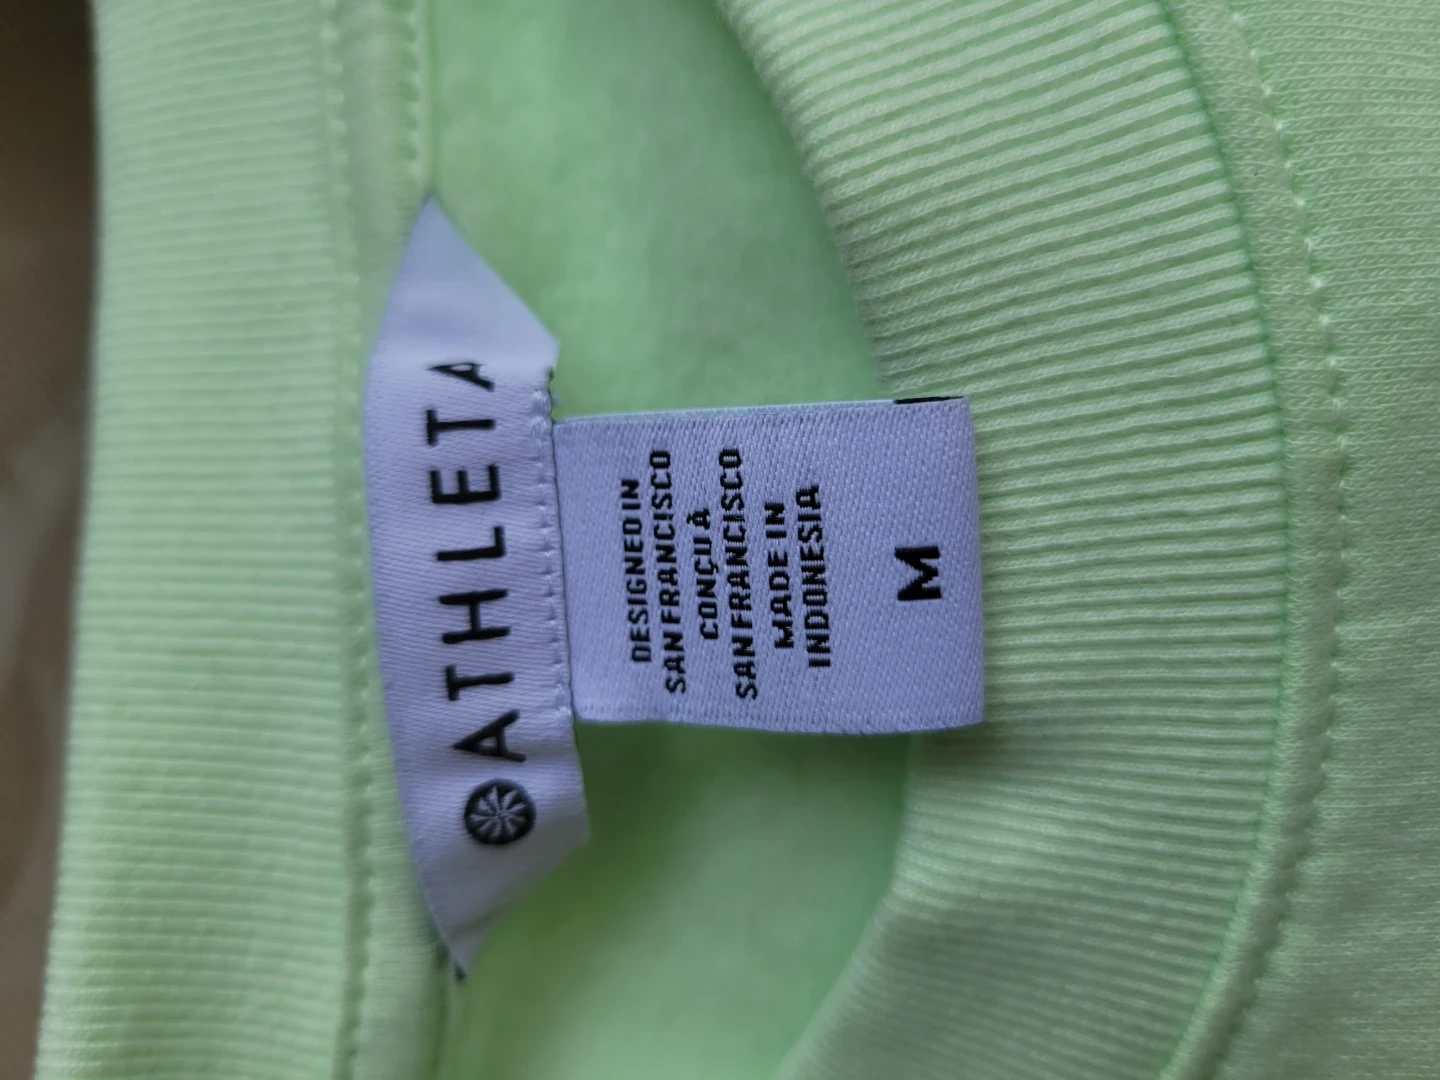 ATHLETA
DESIGNED IN
SAN FRANCISCO
CONÇU À
SAN FRANCISCO
MADE IN
INDONESIA
M